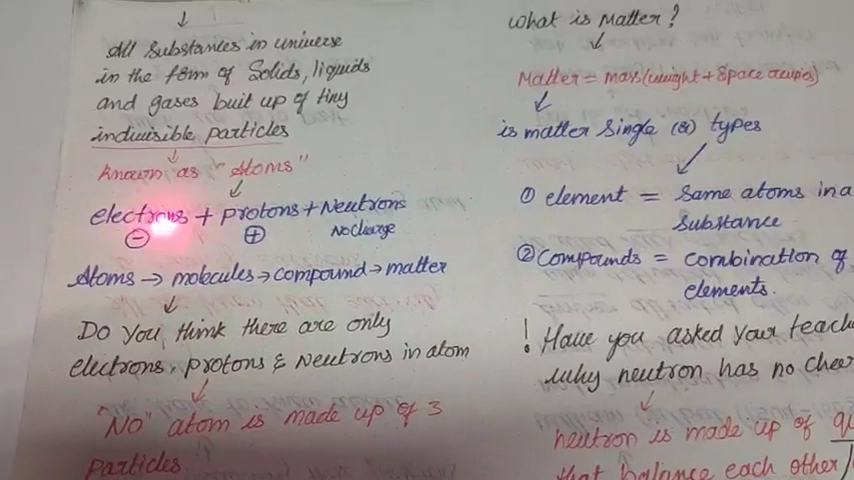 All Substances in universe
in the form of Solids, liquids
and gases buit up of tiny
indivisible particles
known as "Atoms"
electrons + protons + Neutrons
No charge
Atoms → molecules → compound → matter
Do you think there are only
electrons, protons & Neutrons in atom
"No" atom is made up of 3
particles
what is Matter?
Matter = mass (weight + Space occupies)
is matter Single (or) types
① element = Same atoms in a
Substance
② Compounds = combination of
elements.
! Have you asked your
why neutron has no
neutron is made up of
that balance each other